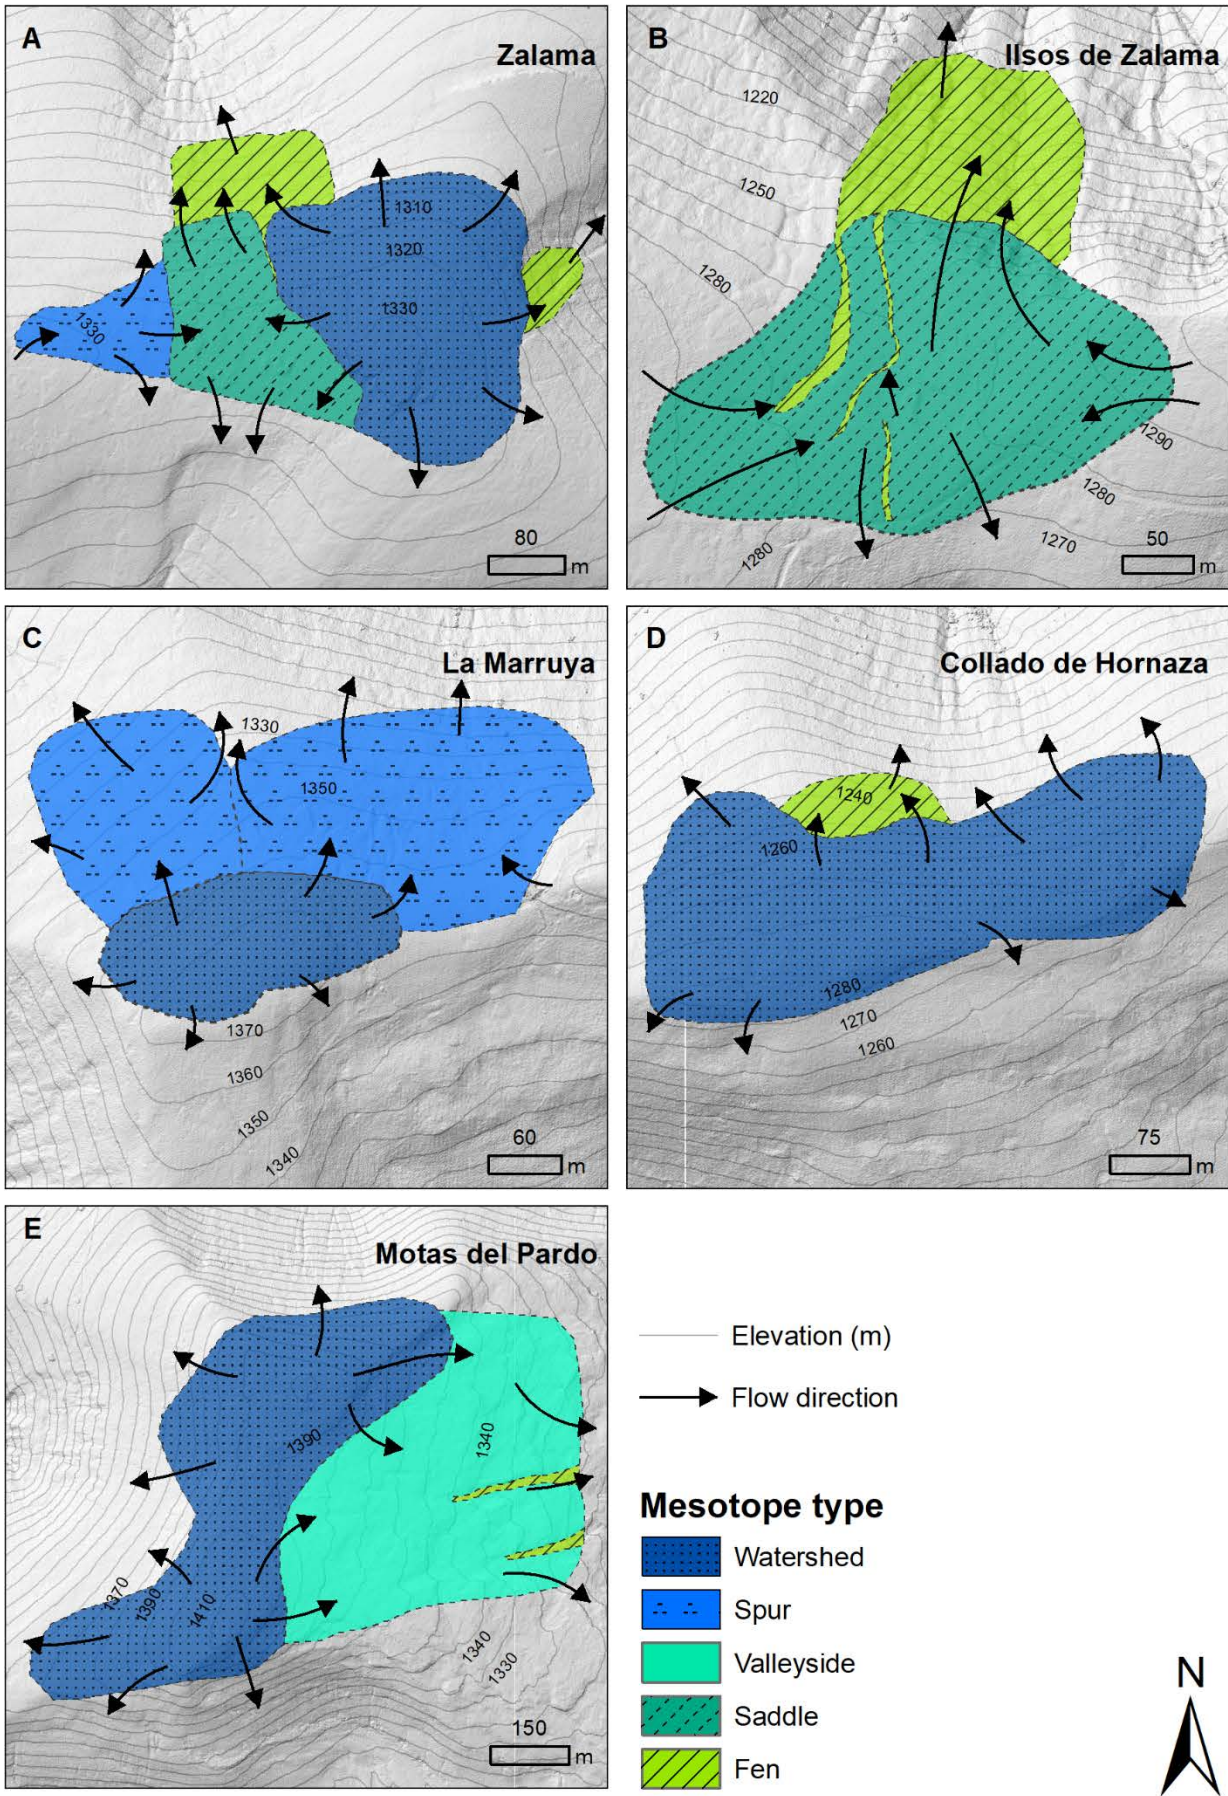 A
Zalama
1310
1320
1330
1330
80
m
B
Ilsos de Zalama
1220
1250
1280
1290
1280
1270
1280
50
m
C
La Marruya
1330
1350
1370
1360
1350
1340
60
m
D
Collado de Hornaza
1240
1260
1280
1270
1260
75
m
E
Motas del Pardo
1390
1340
1370
1390
1410
1340
1330
150
m
Elevation (m)
Flow direction
Mesotope type
Watershed
Spur
Valleyside
Saddle
Fen
N